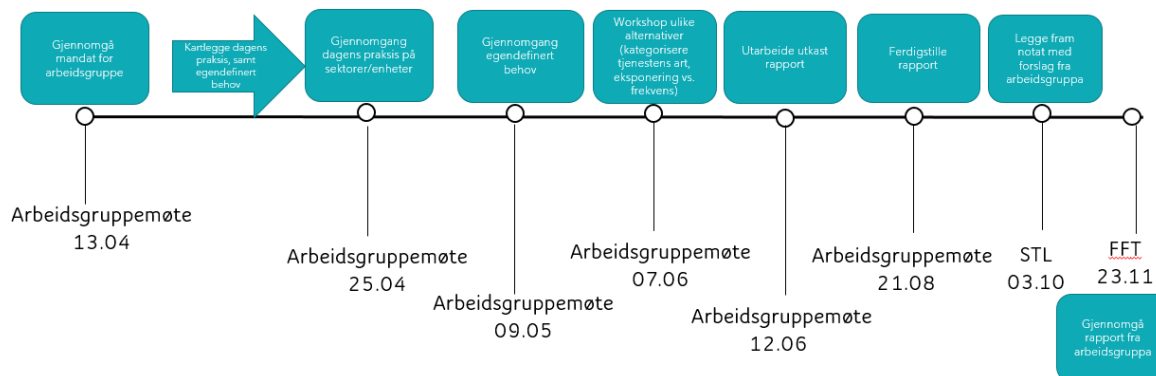 Gjennomgå
mandat for
arbeidsgruppe
Kartlegge dagens
praksis, samt
egendefinert
behov
Gjennomgang
dagens praksis på
sektorer/enheter
Gjennomgang
egendefinert
behov
Workshop ulike
alternativer
(kategorisere
tjenestens art,
eksponering vs.
frekvens)
Utarbeide utkast
rapport
Ferdigstille
rapport
Legge fram
notat med
forslag fra
arbeidsgruppa
Arbeidsgruppemøte
13.04
Arbeidsgruppemøte
25.04
Arbeidsgruppemøte
09.05
Arbeidsgruppemøte
07.06
Arbeidsgruppemøte
12.06
Arbeidsgruppemøte
21.08
STL
03.10
FFT
23.11
Gjennomgå
rapport fra
arbeidsgruppa